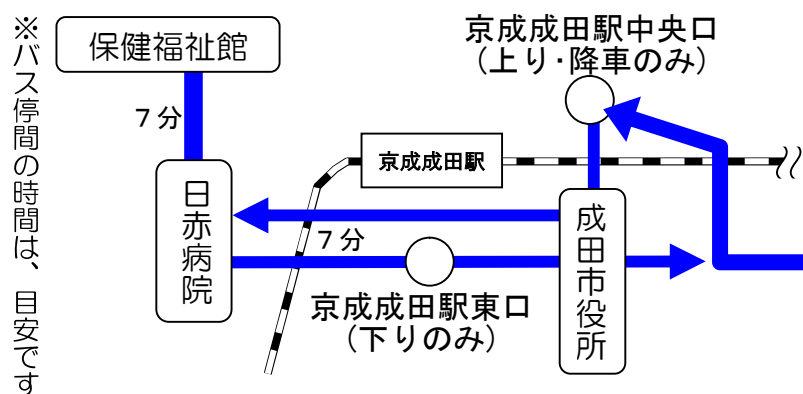 ※バス停間の時間は、目安です
保健福祉館
7分
日赤病院
京成成田駅
京成成田駅中央口
(上り・降車のみ)
7分
京成成田駅東口
(下りのみ)
成田市役所